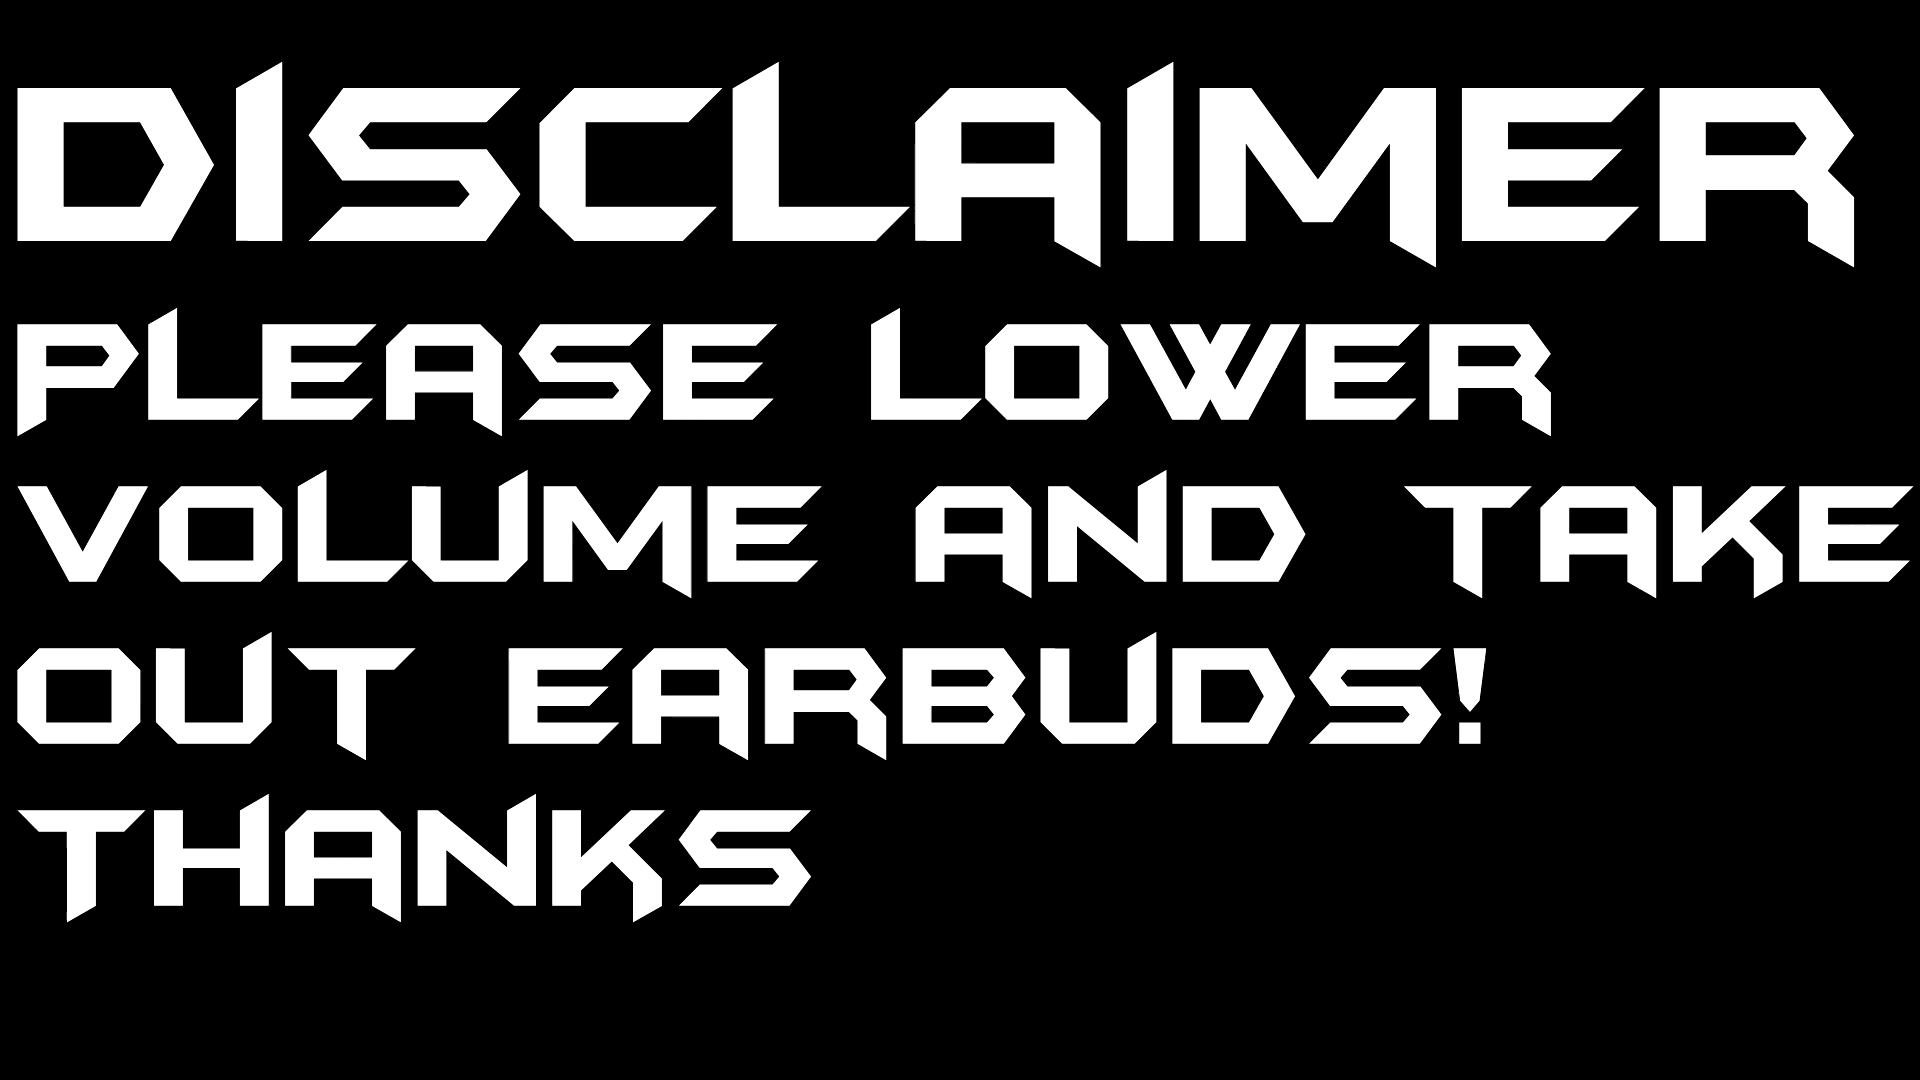 DISCLAIMER
PLEASE LOWER
VOLUME AND TAKE
OUT EARBUDS!
THANKS